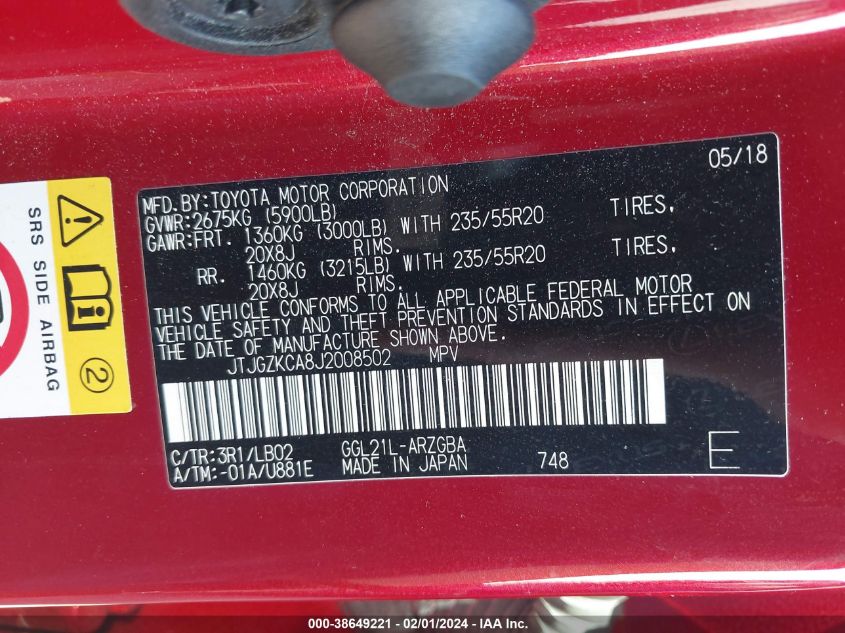 05/18
MFD.BY:TOYOTA MOTOR CORPORATION
GVWR:2675KG (5900LB)
GAWR:FRT. 1360KG (3000LB) WITH 235/55R20 TIRES,
20X8J RIMS.
RR. 1460KG (3215LB) WITH 235/55R20 TIRES,
20X8J RIMS.
THIS VEHICLE CONFORMS TO ALL APPLICABLE FEDERAL MOTOR
VEHICLE SAFETY AND THEFT PREVENTION STANDARDS IN EFFECT ON
THE DATE OF MANUFACTURE SHOWN ABOVE.
JTJGZKCA8J2008502 MPV
C/TR:3R1/LB02 GGL21L-ARZGBA
A/TM:-01A/U881E MADE IN JAPAN 748 E
SRS SIDE AIRBAG
2
000-38649221 - 02/01/2024 - IAA Inc.